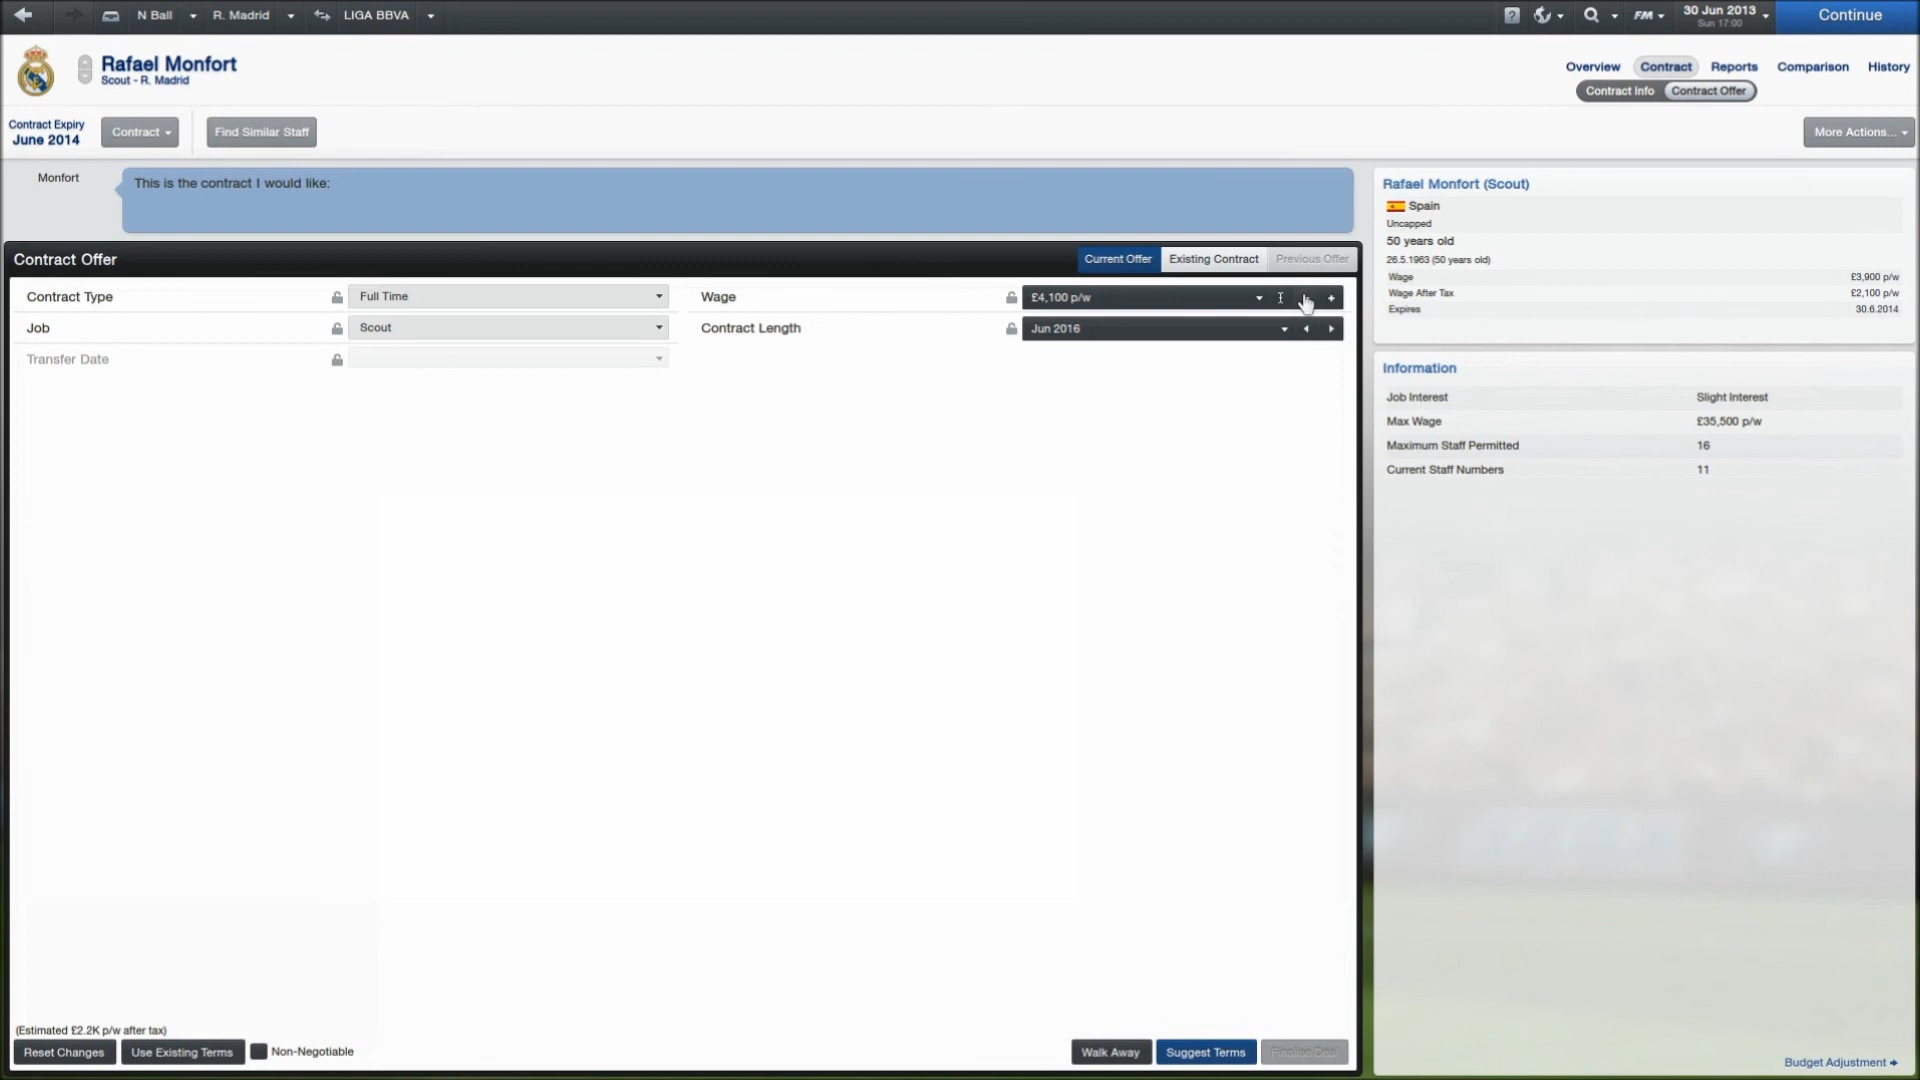 N Ball R. Madrid LIGA BBVA
30 Jun 2013
Sun 17:00
FM
Continue
Rafael Monfort
Scout - R. Madrid
Overview Contract Reports Comparison History
Contract Info Contract Offer
Contract Expiry
June 2014
Contract
Find Similar Staff
More Actions...
Monfort
This is the contract I would like:
Contract Offer
Current Offer Existing Contract Previous Offer
Contract Type Full Time
Wage £4,100 p/w
Job Scout
Contract Length Jun 2016
Transfer Date
Rafael Monfort (Scout)
Spain
Uncapped
50 years old
26.5.1963 (50 years old)
Wage £3,900 p/w
Wage After Tax £2,100 p/w
Expires 30.6.2014
Information
Job Interest Slight Interest
Max Wage £35,500 p/w
Maximum Staff Permitted 16
Current Staff Numbers 11
(Estimated £2.2K p/w after tax)
Reset Changes Use Existing Terms Non-Negotiable
Walk Away Suggest Terms Finalise Deal
Budget Adjustment